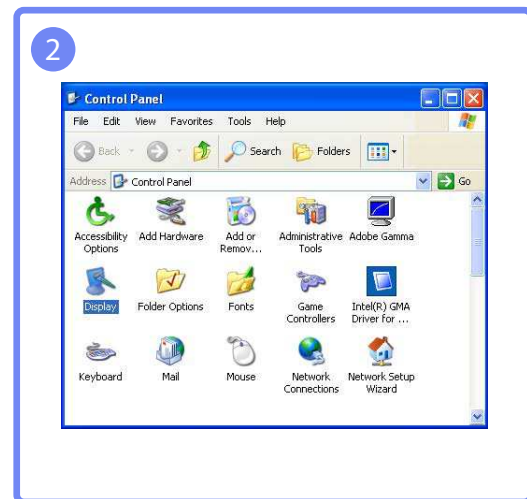 2
Control Panel
File Edit View Favorites Tools Help
Back Search Folders
Address Control Panel Go
Accessibility Options Add Hardware Add or Remov... Administrative Tools Adobe Gamma
Display Folder Options Fonts Game Controllers Intel(R) GMA Driver for ...
Keyboard Mail Mouse Network Connections Network Setup Wizard